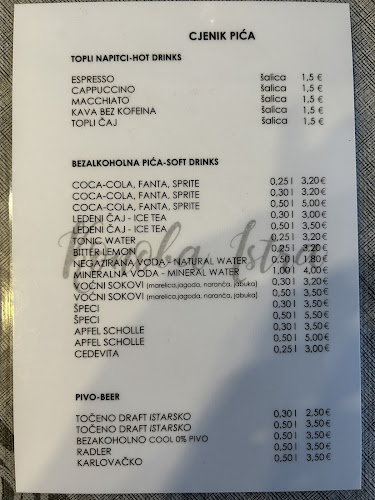 CJENIK PIĆA
TOPLI NAPITCI-HOT DRINKS
ESPRESSO šalica 1,5 €
CAPPUCCINO šalica 1,5 €
MACCHIATO šalica 1,5 €
KAVA BEZ KOFEINA šalica 1,5 €
TOPLI ČAJ šalica 1,5 €
BEZALKOHOLNA PIĆA-SOFT DRINKS
COCA-COLA, FANTA, SPRITE 0,25 l 3,20€
COCA-COLA, FANTA, SPRITE 0,30 l 3,20 €
COCA-COLA, FANTA, SPRITE 0,50 l 5,00 €
LEDENI ČAJ - ICE TEA 0,30 l 3,00 €
LEDENI ČAJ - ICE TEA 0,50 l 3,50 €
TONIC WATER 0,25 l 3,20 €
BITTER LEMON 0,25 l 3,20 €
NEGAZIRANA VODA - NATURAL WATER 0,50 l 1,80 €
MINERALNA VODA - MINERAL WATER 1,00 l 4,00 €
VOĆNI SOKOVI (marelica,jagoda, naranča, jabuka) 0,30 l 3,20 €
VOĆNI SOKOVI (marelica,jagoda, naranča, jabuka) 0,50 l 3,50 €
ŠPECI 0,30 l 3,50 €
ŠPECI 0,50 l 5,00 €
APFEL SCHOLLE 0,30 l 3,50 €
APFEL SCHOLLE 0,50 l 5,00 €
CEDEVITA 0,25 l 3,00 €
PIVO-BEER
TOČENO DRAFT ISTARSKO 0,30 l 2,50 €
TOČENO DRAFT ISTARSKO 0,50 l 3,50 €
BEZAKOHOLNO COOL 0% PIVO 0,50 l 3,50 €
RADLER 0,50 l 3,50 €
KARLOVAČKO 0,50 l 3,50 €